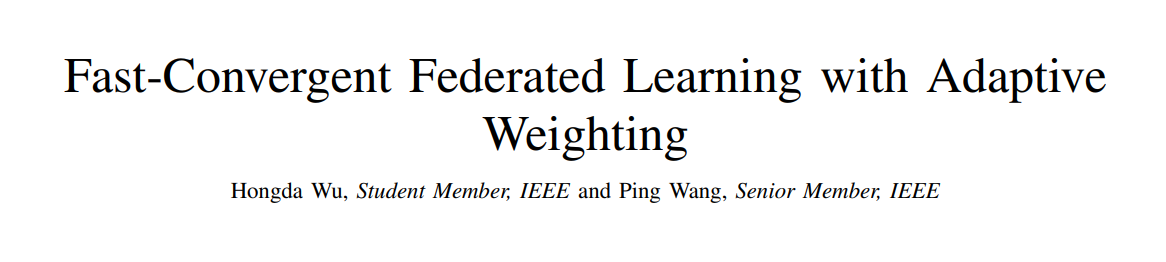 Fast-Convergent Federated Learning with Adaptive
Weighting
Hongda Wu, Student Member, IEEE and Ping Wang, Senior Member, IEEE